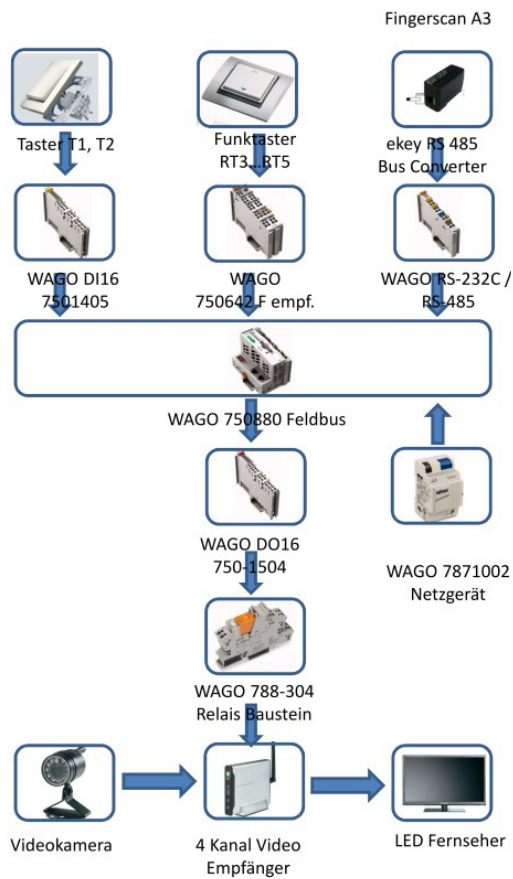 Fingerscan A3
Taster T1, T2
Funktaster
RT3...RT5
ekey RS 485
Bus Converter
WAGO DI16
7501405
WAGO
750642 F empf.
WAGO RS-232C /
RS-485
WAGO 750880 Feldbus
WAGO DO16
750-1504
WAGO 7871002
Netzgerät
WAGO 788-304
Relais Baustein
Videokamera
4 Kanal Video
Empfänger
LED Fernseher